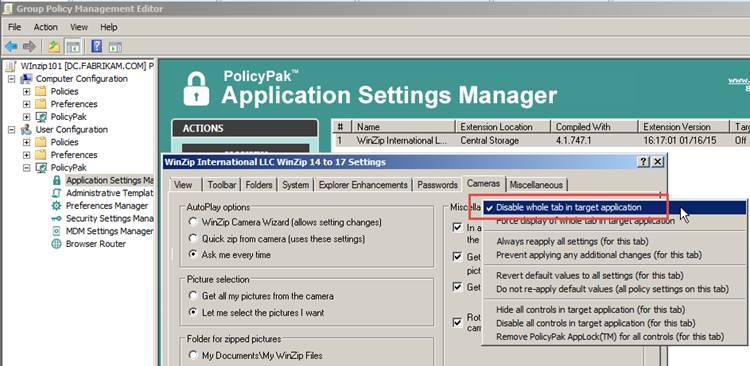 Group Policy Management Editor
File Action View Help
WInzip101 [DC.FABRIKAM.COM] P
Computer Configuration
Policies
Preferences
PolicyPak
User Configuration
Policies
Preferences
PolicyPak
Application Settings Ma
Administrative Templat
Preferences Manager
Security Settings Mana
MDM Settings Manager
Browser Router
PolicyPak™
Application Settings Manager
www.
ACTIONS
# Name Extension Location Compiled With Extension Version Targ
1 WinZip International L... Central Storage 4.1.747.1 16:17:01 01/16/15 Off
WinZip International LLC WinZip 14 to 17 Settings
View Toolbar Folders System Explorer Enhancements Passwords Cameras Miscellaneous
AutoPlay options
WinZip Camera Wizard (allows setting changes)
Quick zip from camera (uses these settings)
Ask me every time
Picture selection
Get all my pictures from the camera
Let me select the pictures I want
Folder for zipped pictures
My Documents\My WinZip Files
Miscella
In a
the
Get
pict
Get
Rot
cam
Disable whole tab in target application
Force display of whole tab in target application
Always reapply all settings (for this tab)
Prevent applying any additional changes (for this tab)
Revert default values to all settings (for this tab)
Do not re-apply default values (all policy settings on this tab)
Hide all controls in target application (for this tab)
Disable all controls in target application (for this tab)
Remove PolicyPak AppLock(TM) for all controls (for this tab)